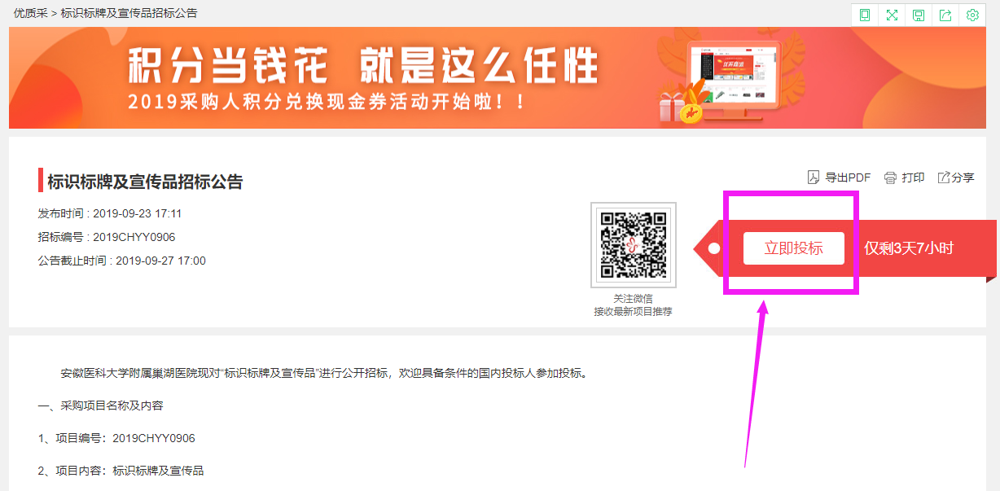 优质采 > 标识标牌及宣传品招标公告
积分当钱花 就是这么任性
2019采购人积分兑换现金券活动开始啦！！
标识标牌及宣传品招标公告
导出PDF 打印 分享
发布时间 : 2019-09-23 17:11
招标编号 : 2019CHYY0906
公告截止时间 : 2019-09-27 17:00
立即投标 仅剩3天7小时
关注微信
接收最新项目推荐
安徽医科大学附属巢湖医院现对“标识标牌及宣传品”进行公开招标，欢迎具备条件的国内投标人参加投标。
一、采购项目名称及内容
1、项目编号：2019CHYY0906
2、项目内容：标识标牌及宣传品